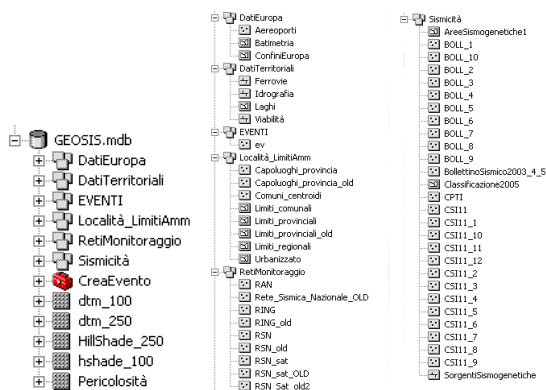 GEOSIS.mdb
DatiEuropa
DatiTerritoriali
EVENTI
Località_LimitiAmm
RetiMonitoraggio
Sismicità
CreaEvento
dtm_100
dtm_250
HillShade_250
hshade_100
Pericolosità
DatiEuropa
Aereoporti
Batimetria
ConfiniEuropa
DatiTerritoriali
Ferrovie
Idrografia
Laghi
Viabilità
EVENTI
ev
Località_LimitiAmm
Capoluoghi_provincia
Capoluoghi_provincia_old
Comuni_centroidi
Limiti_comunali
Limiti_provinciali
Limiti_provinciali_old
Limiti_regionali
Urbanizzato
RetiMonitoraggio
RAN
Rete_Sismica_Nazionale_OLD
RING
RING_old
RSN
RSN_old
RSN_sat
RSN_sat_OLD
RSN_Sat_old2
Sismicità
AreeSismogenetiche1
BOLL_1
BOLL_10
BOLL_2
BOLL_3
BOLL_4
BOLL_5
BOLL_6
BOLL_7
BOLL_8
BOLL_9
BollettinoSismico2003_4_5
Classificazione2005
CPTI
CSI11
CSI11_1
CSI11_10
CSI11_11
CSI11_12
CSI11_2
CSI11_3
CSI11_4
CSI11_5
CSI11_6
CSI11_7
CSI11_8
CSI11_9
SorgentiSismogenetiche